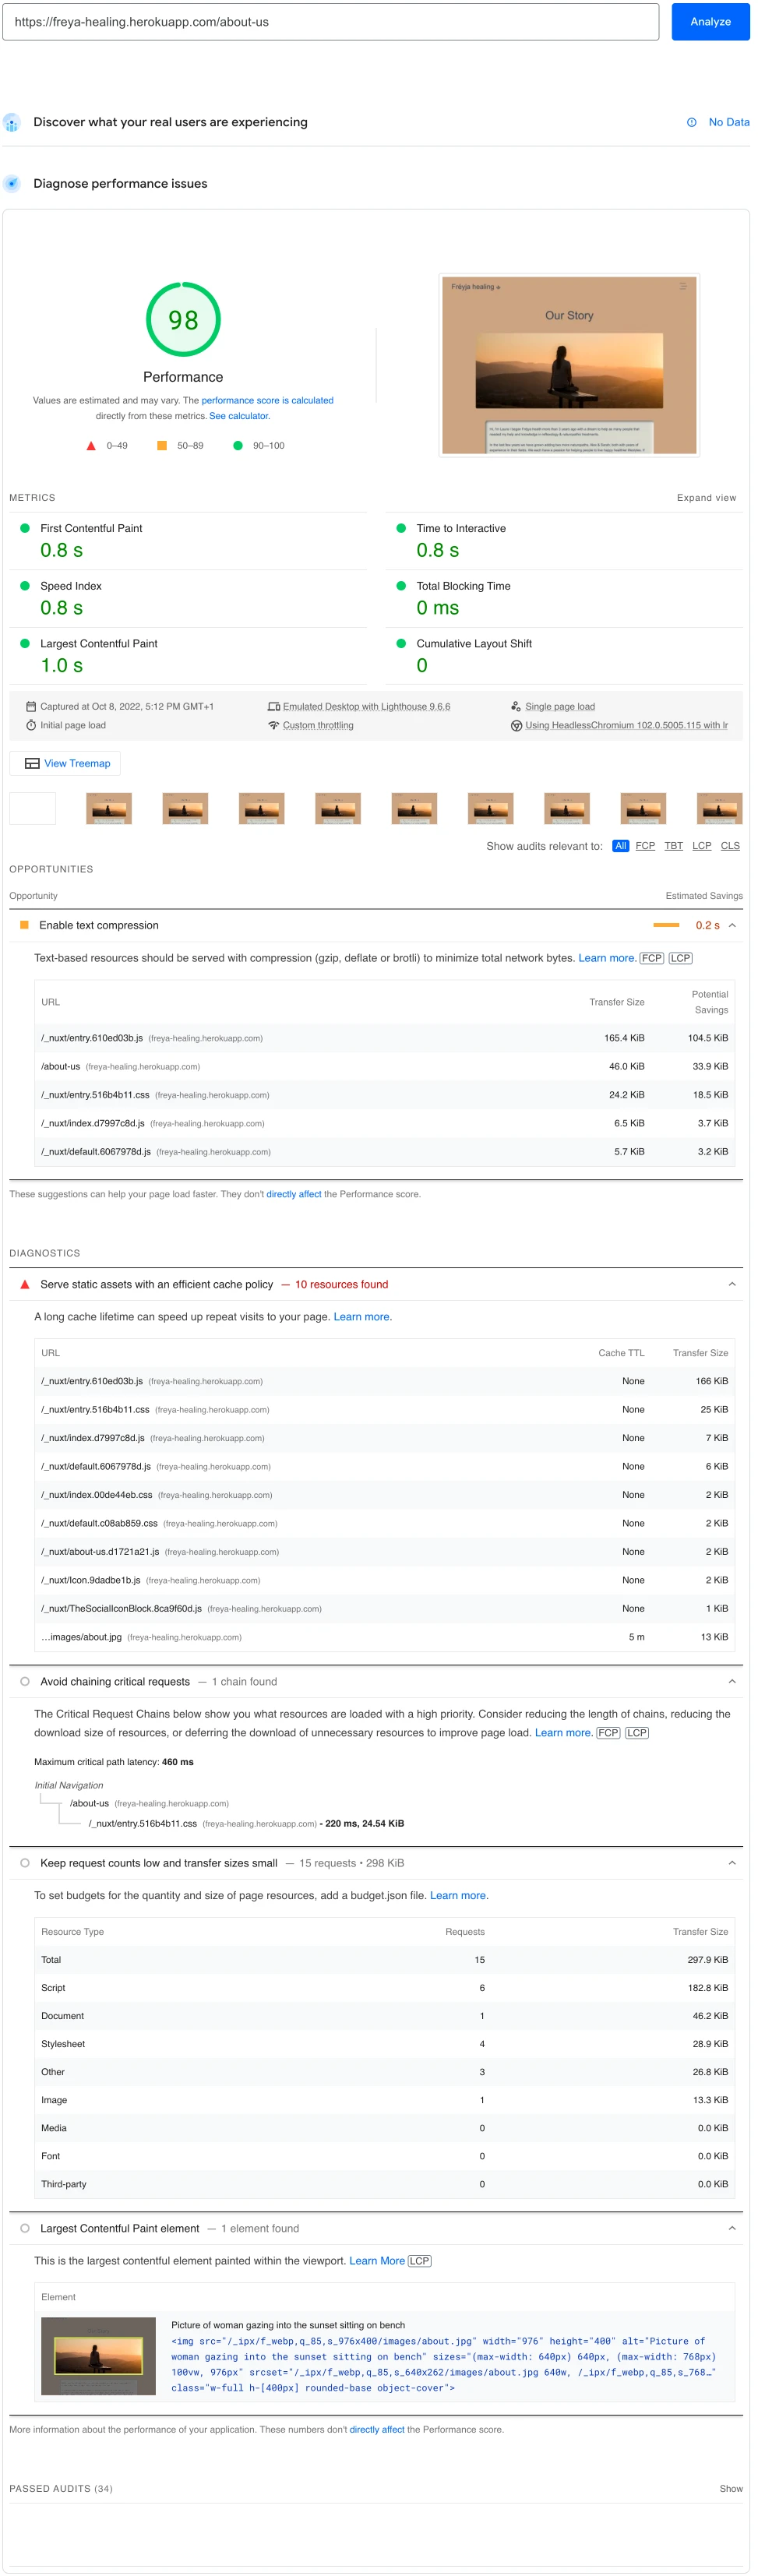 https://freya-healing.herokuapp.com/about-us
Analyze
Discover what your real users are experiencing
No Data
Diagnose performance issues
98
Performance
Values are estimated and may vary. The performance score is calculated
directly from these metrics. See calculator.
0–49
50–89
90–100
Freyja healing
Our Story
METRICS
Expand view
First Contentful Paint
0.8 s
Time to Interactive
0.8 s
Speed Index
0.8 s
Total Blocking Time
0 ms
Largest Contentful Paint
1.0 s
Cumulative Layout Shift
0
Captured at Oct 8, 2022, 5:12 PM GMT+1
Emulated Desktop with Lighthouse 9.6.6
Single page load
Initial page load
Custom throttling
Using HeadlessChromium 102.0.5005.115 with lr
View Treemap
Show audits relevant to: All FCP TBT LCP CLS
OPPORTUNITIES
Opportunity Estimated Savings
Enable text compression 0.2 s
Text-based resources should be served with compression (gzip, deflate or brotli) to minimize total network bytes. Learn more. FCP LCP
URL Transfer Size Potential Savings
/_nuxt/entry.610ed03b.js (freya-healing.herokuapp.com) 165.4 KiB 104.5 KiB
/about-us (freya-healing.herokuapp.com) 46.0 KiB 33.9 KiB
/_nuxt/entry.516b4b11.css (freya-healing.herokuapp.com) 24.2 KiB 18.5 KiB
/_nuxt/index.d7997c8d.js (freya-healing.herokuapp.com) 6.5 KiB 3.7 KiB
/_nuxt/default.6067978d.js (freya-healing.herokuapp.com) 5.7 KiB 3.2 KiB
These suggestions can help your page load faster. They don't directly affect the Performance score.
DIAGNOSTICS
Serve static assets with an efficient cache policy — 10 resources found
A long cache lifetime can speed up repeat visits to your page. Learn more.
URL Cache TTL Transfer Size
/_nuxt/entry.610ed03b.js (freya-healing.herokuapp.com) None 166 KiB
/_nuxt/entry.516b4b11.css (freya-healing.herokuapp.com) None 25 KiB
/_nuxt/index.d7997c8d.js (freya-healing.herokuapp.com) None 7 KiB
/_nuxt/default.6067978d.js (freya-healing.herokuapp.com) None 6 KiB
/_nuxt/index.00de44eb.css (freya-healing.herokuapp.com) None 2 KiB
/_nuxt/default.c08ab859.css (freya-healing.herokuapp.com) None 2 KiB
/_nuxt/about-us.d1721a21.js (freya-healing.herokuapp.com) None 2 KiB
/_nuxt/Icon.9dadbe1b.js (freya-healing.herokuapp.com) None 2 KiB
/_nuxt/TheSocialIconBlock.8ca9f60d.js (freya-healing.herokuapp.com) None 1 KiB
…images/about.jpg (freya-healing.herokuapp.com) 5 m 13 KiB
Avoid chaining critical requests — 1 chain found
The Critical Request Chains below show you what resources are loaded with a high priority. Consider reducing the length of chains, reducing the
download size of resources, or deferring the download of unnecessary resources to improve page load. Learn more. FCP LCP
Maximum critical path latency: 460 ms
Initial Navigation
/about-us (freya-healing.herokuapp.com)
/_nuxt/entry.516b4b11.css (freya-healing.herokuapp.com) - 220 ms, 24.54 KiB
Keep request counts low and transfer sizes small — 15 requests • 298 KiB
To set budgets for the quantity and size of page resources, add a budget.json file. Learn more.
Resource Type Requests Transfer Size
Total 15 297.9 KiB
Script 6 182.8 KiB
Document 1 46.2 KiB
Stylesheet 4 28.9 KiB
Other 3 26.8 KiB
Image 1 13.3 KiB
Media 0 0.0 KiB
Font 0 0.0 KiB
Third-party 0 0.0 KiB
Largest Contentful Paint element — 1 element found
This is the largest contentful element painted within the viewport. Learn More LCP
Element
Picture of woman gazing into the sunset sitting on bench
<img src="/_ipx/f_webp,q_85,s_976x400/images/about.jpg" width="976" height="400" alt="Picture of
woman gazing into the sunset sitting on bench" sizes="(max-width: 640px) 640px, (max-width: 768px)
100vw, 976px" srcset="/_ipx/f_webp,q_85,s_640x262/images/about.jpg 640w, /_ipx/f_webp,q_85,s_768…"
class="w-full h-[400px] rounded-base object-cover">
More information about the performance of your application. These numbers don't directly affect the Performance score.
PASSED AUDITS (34)
Show